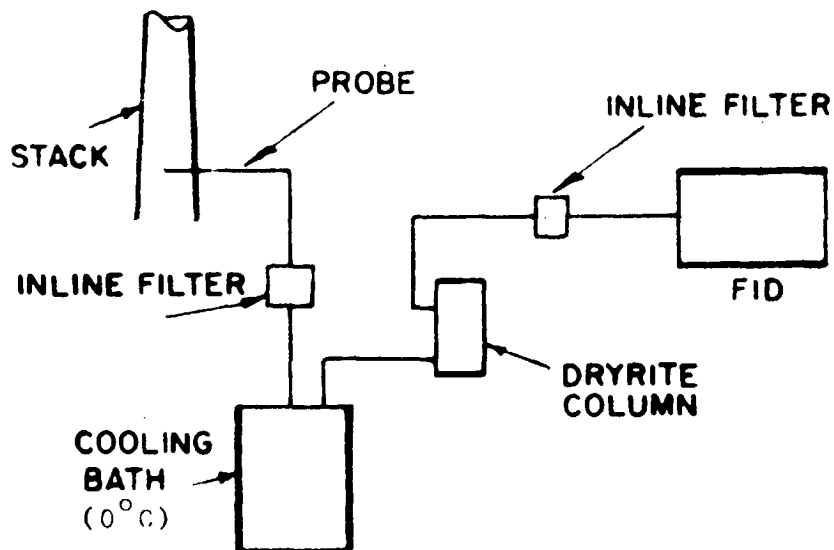 PROBE
INLINE FILTER
STACK
INLINE FILTER
FID
DRYRITE
COLUMN
COOLING
BATH
(0°C)